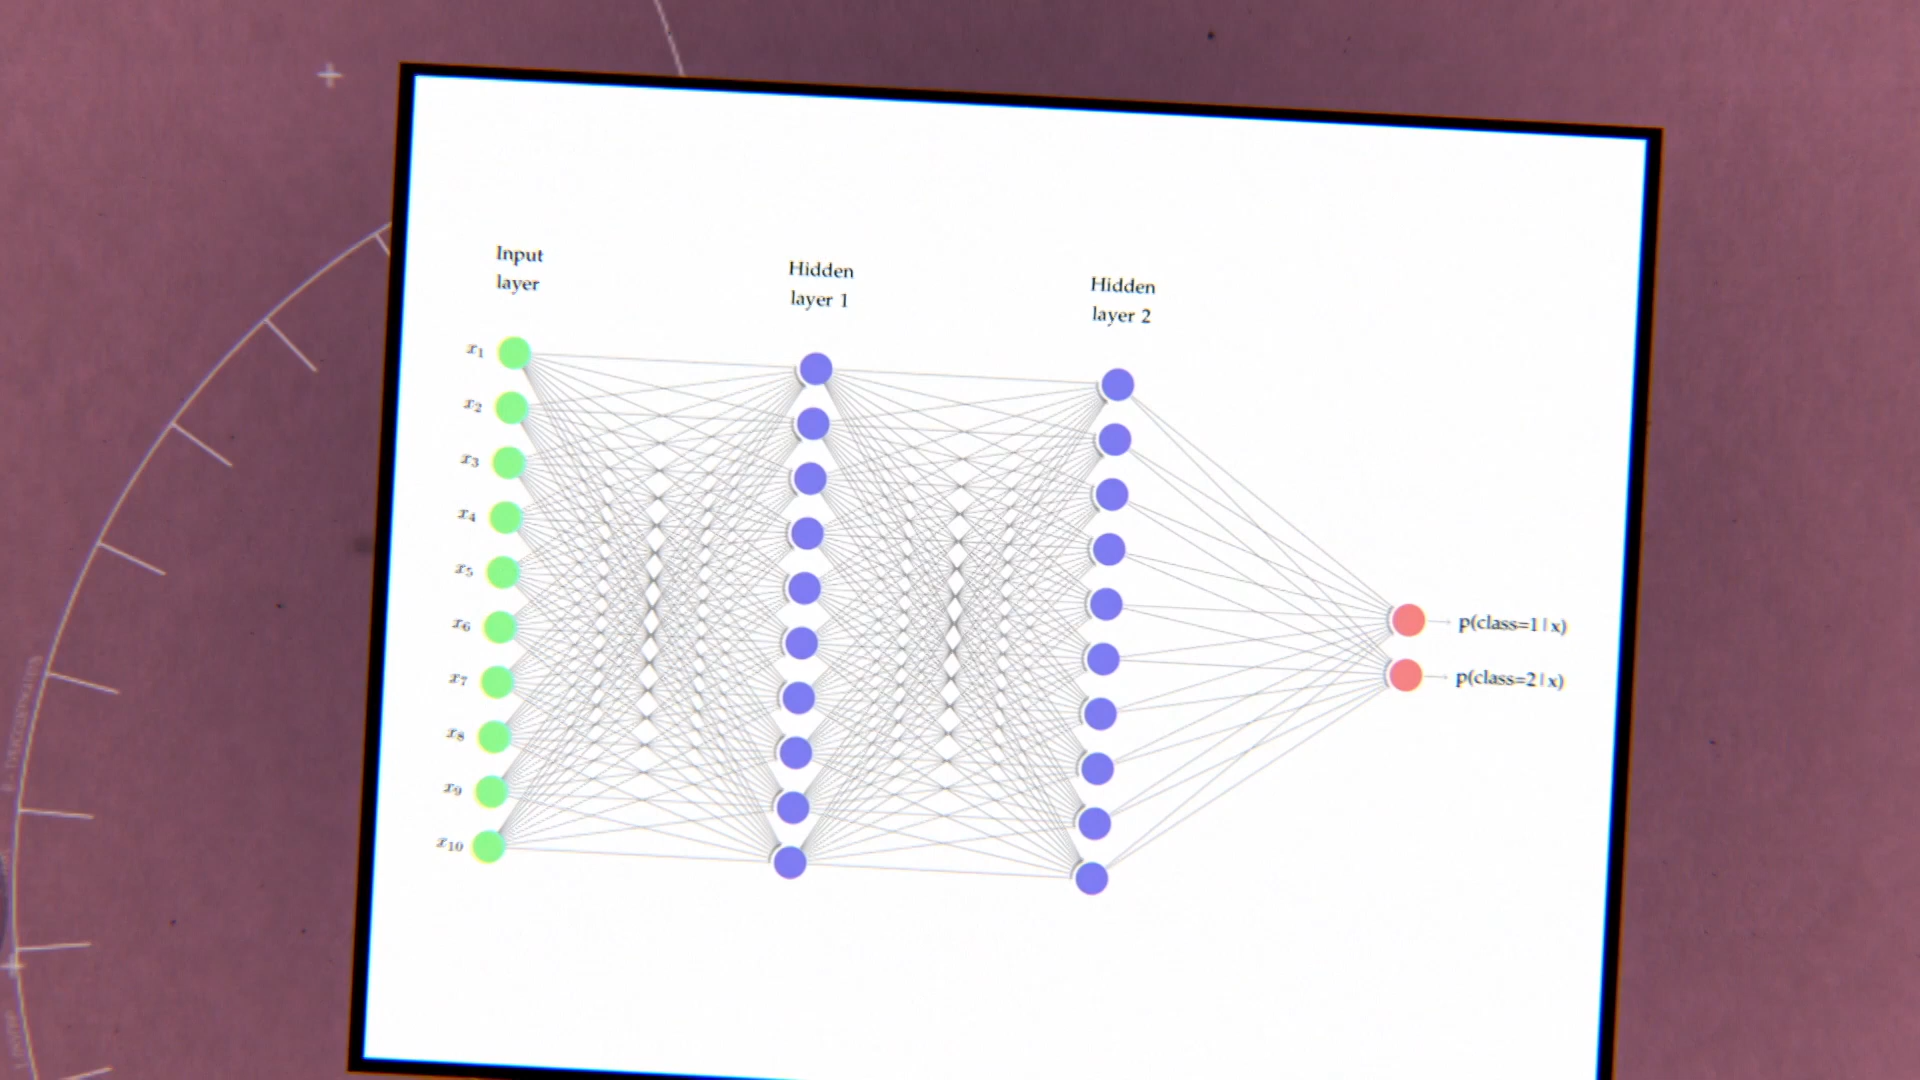 Input
layer
Hidden
layer 1
Hidden
layer 2
x1
x2
x3
x4
x5
x6
x7
x8
x9
x10
p(class=1|x)
p(class=2|x)